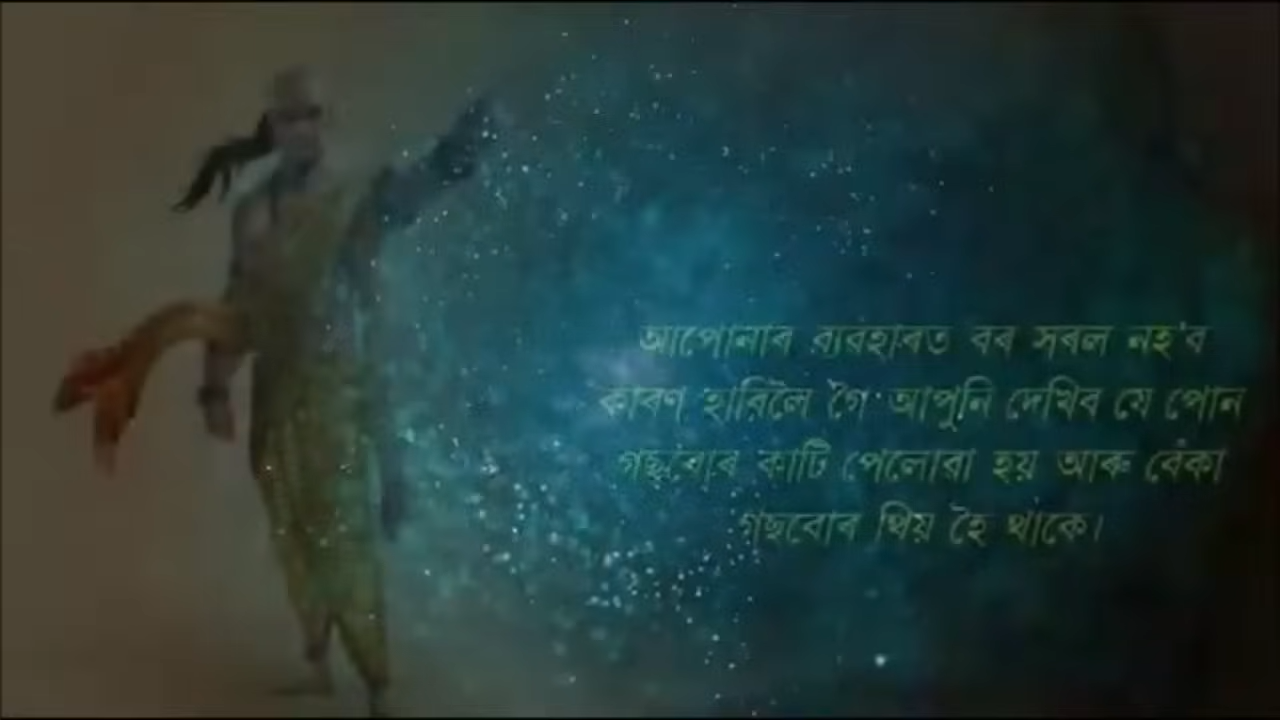 আপোনাৰ ব্যৱহাৰত বৰ সৰল নহ'ব
কাৰণ হাবিলৈ গৈ আপুনি দেখিব যে পোন
গছবোৰ কাটি পেলোৱা হয় আৰু বেঁকা
গছবোৰ থিয় হৈ থাকে।